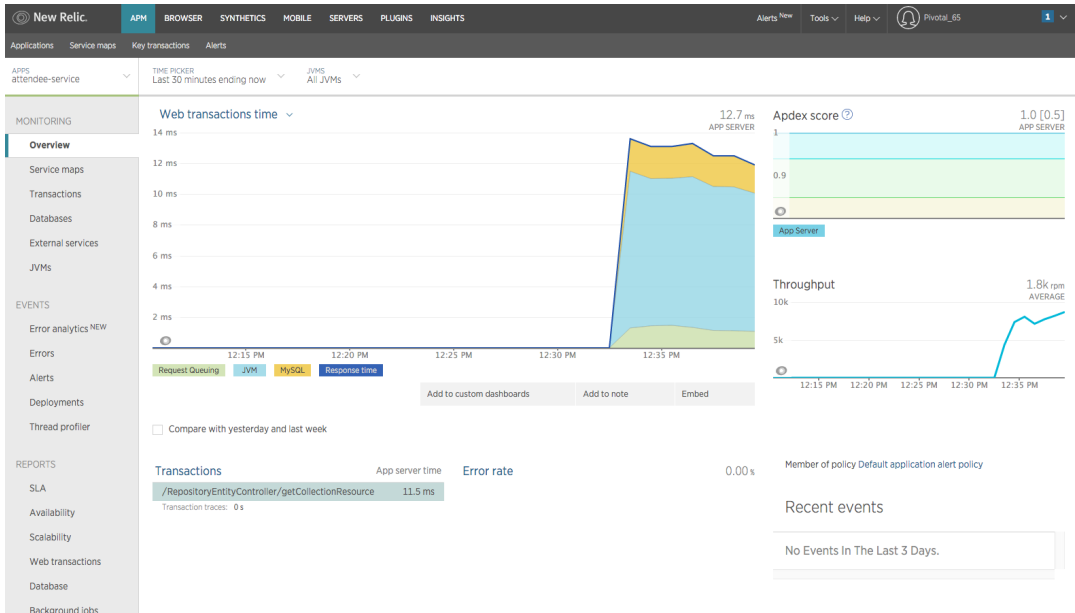 New Relic.
APM BROWSER SYNTHETICS MOBILE SERVERS PLUGINS INSIGHTS
Alerts New Tools Help Pivotal_65 1
Applications Service maps Key transactions Alerts
APPS
attendee-service
TIME PICKER
Last 30 minutes ending now
JVMS
All JVMs
MONITORING
Overview
Service maps
Transactions
Databases
External services
JVMs
EVENTS
Error analytics NEW
Errors
Alerts
Deployments
Thread profiler
REPORTS
SLA
Availability
Scalability
Web transactions
Database
Background jobs
Web transactions time
12.7 ms
APP SERVER
14 ms
12 ms
10 ms
8 ms
6 ms
4 ms
2 ms
12:15 PM 12:20 PM 12:25 PM 12:30 PM 12:35 PM
Request Queuing JVM MySQL Response time
Add to custom dashboards Add to note Embed
Compare with yesterday and last week
Transactions App server time
/RepositoryEntityController/getCollectionResource 11.5 ms
Transaction traces: 0 s
Error rate 0.00 %
Apdex score ? 1.0 [0.5]
APP SERVER
1
0.9
App Server
Throughput 1.8k rpm
AVERAGE
10k
5k
12:15 PM 12:20 PM 12:25 PM 12:30 PM 12:35 PM
Member of policy Default application alert policy
Recent events
No Events In The Last 3 Days.